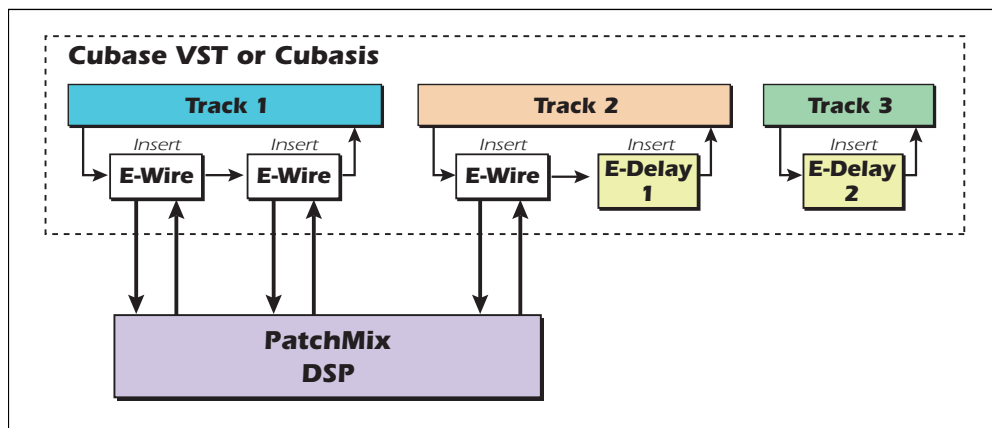 Cubase VST or Cubasis
Track 1
Track 2
Track 3
Insert
Insert
Insert
Insert
Insert
E-Wire
E-Wire
E-Wire
E-Delay
1
E-Delay
2
PatchMix
DSP